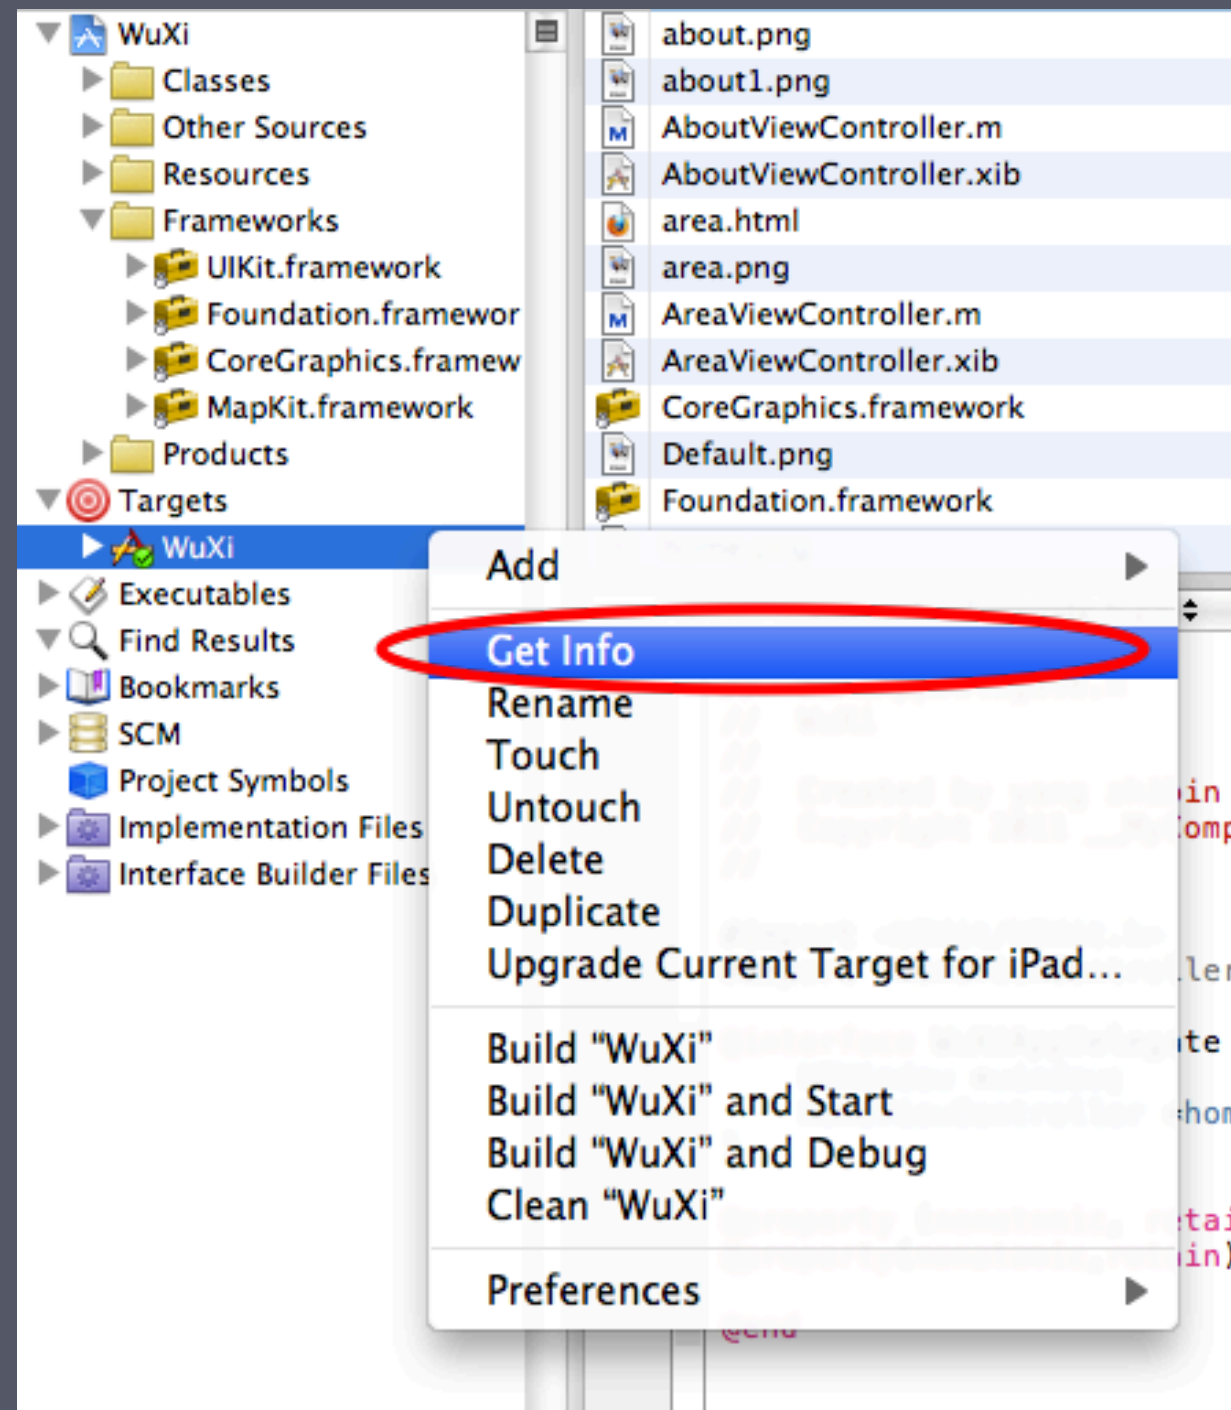 WuXi
Classes
Other Sources
Resources
Frameworks
UIKit.framework
Foundation.framewor
CoreGraphics.framew
MapKit.framework
Products
Targets
WuXi
Executables
Find Results
Bookmarks
SCM
Project Symbols
Implementation Files
Interface Builder Files
about.png
about1.png
AboutViewController.m
AboutViewController.xib
area.html
area.png
AreaViewController.m
AreaViewController.xib
CoreGraphics.framework
Default.png
Foundation.framework
Add
Get Info
Rename
Touch
Untouch
Delete
Duplicate
Upgrade Current Target for iPad...
Build “WuXi”
Build “WuXi” and Start
Build “WuXi” and Debug
Clean “WuXi”
Preferences
@end